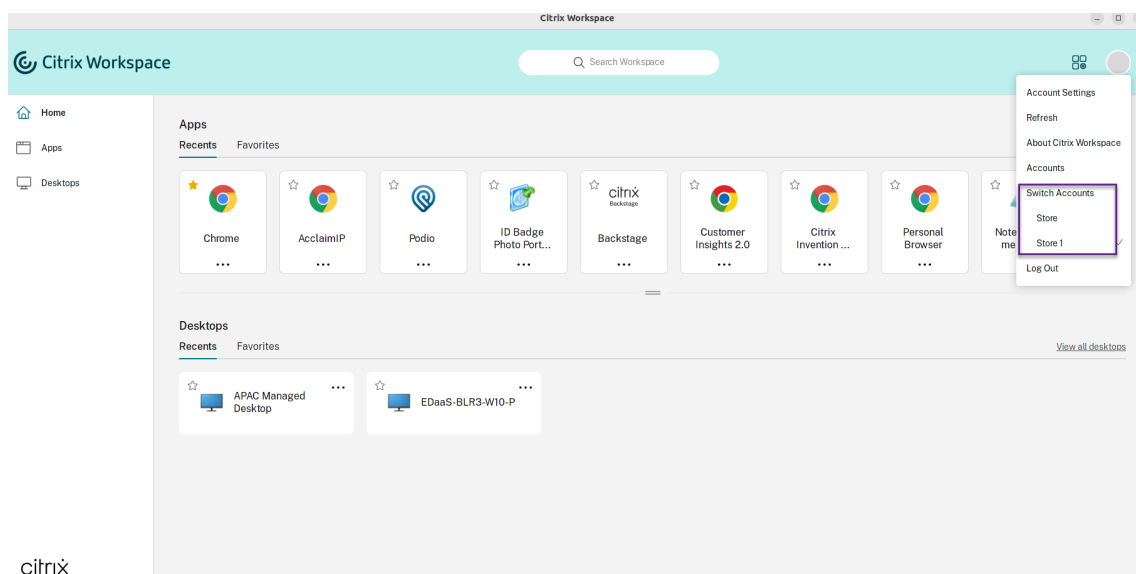 Citrix Workspace
Citrix Workspace
Search Workspace
Home
Apps
Desktops
Account Settings
Refresh
About Citrix Workspace
Accounts
Switch Accounts
Store
Store 1
Log Out
Apps
Recents Favorites
Chrome
AcclaimIP
Podio
ID Badge
Photo Port...
citrix
Backstage
Backstage
Customer
Insights 2.0
Citrix
Invention ...
Personal
Browser
Note
me
Desktops
Recents Favorites
View all desktops
APAC Managed
Desktop
EDaaS-BLR3-W10-P
citrix